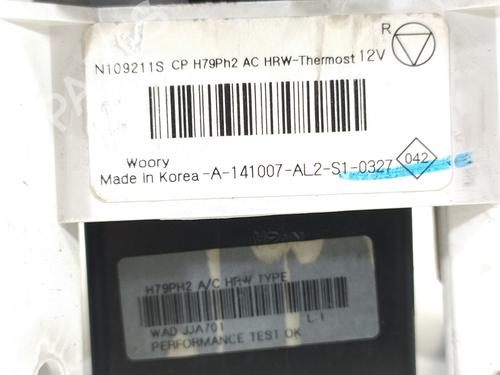 R
N109211S CP H79Ph2 AC HRW-Thermost 12V
Woory
Made in Korea -A-141007-AL2-S1-0327
042
H79PH2 A/C HRW TYPE
WAD JJA701 L-1
PERFORMANCE TEST OK